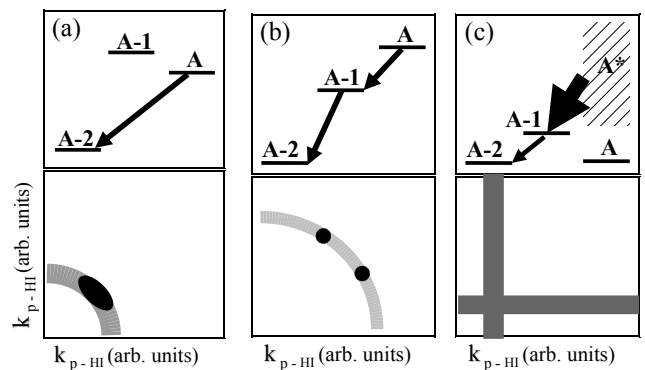 (a)
A-1
A
A-2
(b)
A
A-1
A-2
(c)
A*
A-1
A-2
A
k p - HI (arb. units)
k p - HI (arb. units)
k p - HI (arb. units)
k p - HI (arb. units)